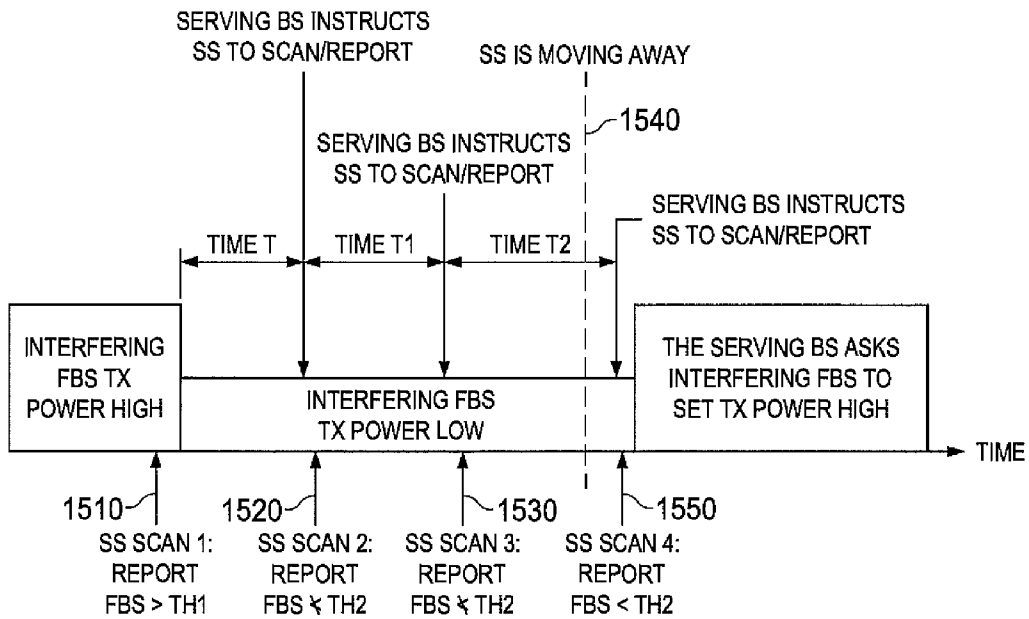 SERVING BS INSTRUCTS
SS TO SCAN/REPORT
SS IS MOVING AWAY
1540
SERVING BS INSTRUCTS
SS TO SCAN/REPORT
SERVING BS INSTRUCTS
SS TO SCAN/REPORT
TIME T
TIME T1
TIME T2
INTERFERING
FBS TX
POWER HIGH
INTERFERING FBS
TX POWER LOW
THE SERVING BS ASKS
INTERFERING FBS TO
SET TX POWER HIGH
TIME
1510
1520
1530
1550
SS SCAN 1:
REPORT
FBS > TH1
SS SCAN 2:
REPORT
FBS ≮ TH2
SS SCAN 3:
REPORT
FBS ≮ TH2
SS SCAN 4:
REPORT
FBS < TH2